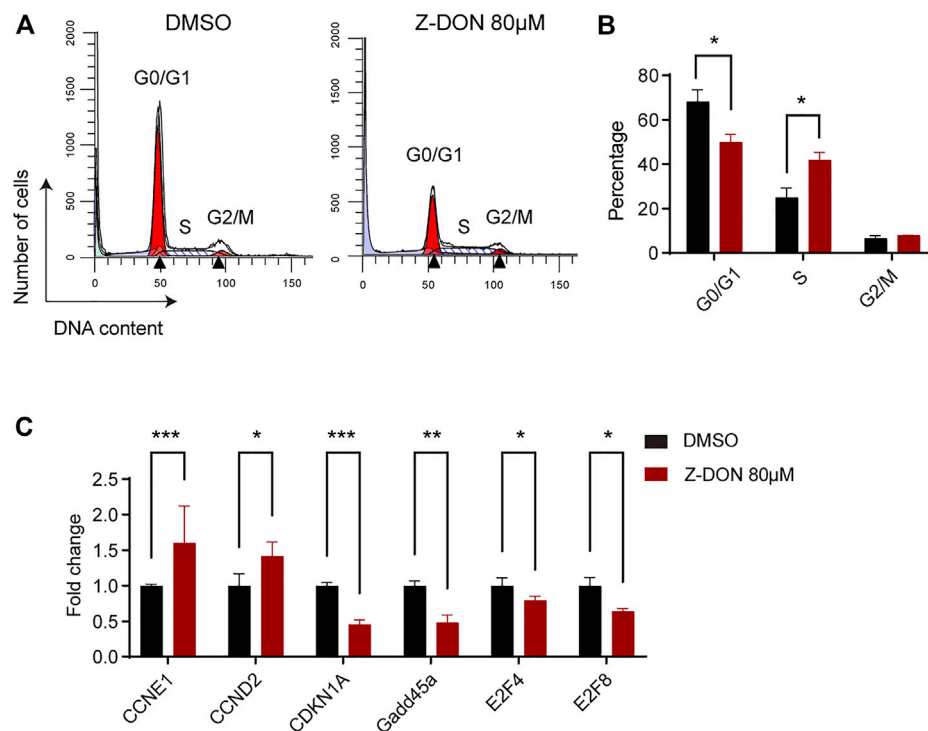 A
DMSO
Z-DON 80µM
Number of cells
2000
1500
1000
500
0
G0/G1
S
G2/M
0
50
100
150
DNA content
2000
1500
1000
500
0
G0/G1
S
G2/M
0
50
100
150
B
Percentage
80
60
40
20
0
*
*
G0/G1
S
G2/M
C
Fold change
2.5
2.0
1.5
1.0
0.5
0.0
***
*
***
**
*
*
CCNE1
CCND2
CDKN1A
Gadd45a
E2F4
E2F8
DMSO
Z-DON 80µM